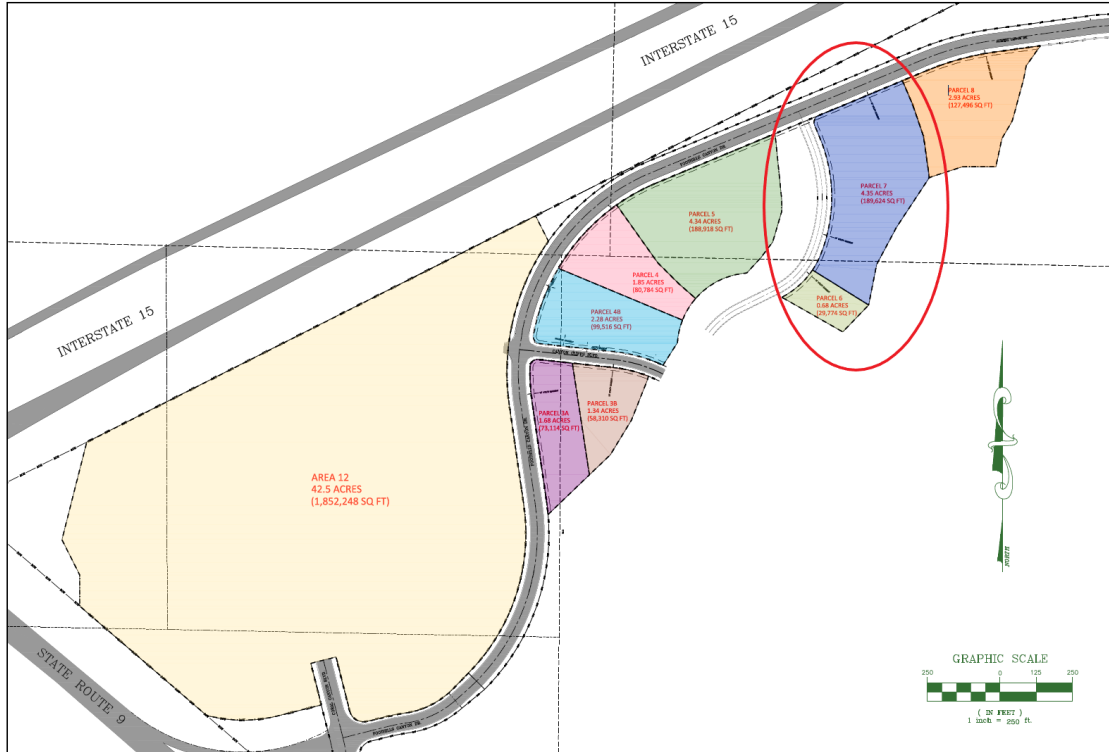 INTERSTATE 15
INTERSTATE 15
PARCEL 8
2.93 ACRES
(127,496 SQ FT)
PARCEL 7
4.35 ACRES
(189,624 SQ FT)
PARCEL 5
4.34 ACRES
(188,918 SQ FT)
PARCEL 4
1.85 ACRES
(80,784 SQ FT)
PARCEL 6
0.68 ACRES
(29,774 SQ FT)
PARCEL 4B
2.28 ACRES
(99,516 SQ FT)
PARCEL 3B
1.34 ACRES
(58,310 SQ FT)
PARCEL 3A
1.68 ACRES
(73,114 SQ FT)
AREA 12
42.5 ACRES
(1,852,248 SQ FT)
STATE ROUTE 9
NORTH
GRAPHIC SCALE
250 0 125 250
( IN FEET )
1 inch = 250 ft.